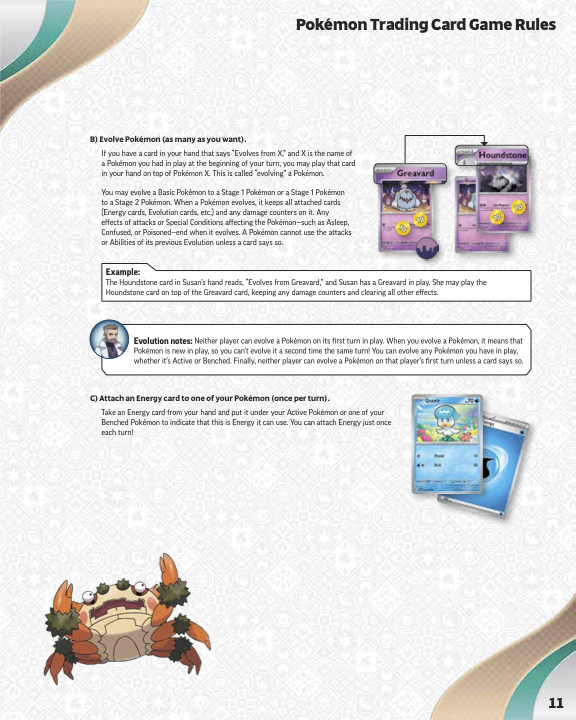 Pokémon Trading Card Game Rules
B) Evolve Pokémon (as many as you want).
If you have a card in your hand that says "Evolves from X," and X is the name of
a Pokémon you had in play at the beginning of your turn, you may play that card
in your hand on top of Pokémon X. This is called "evolving" a Pokémon.
You may evolve a Basic Pokémon to a Stage 1 Pokémon or a Stage 1 Pokémon
to a Stage 2 Pokémon. When a Pokémon evolves, it keeps all attached cards
(Energy cards, Evolution cards, etc.) and any damage counters on it. Any
effects of attacks or Special Conditions affecting the Pokémon—such as Asleep,
Confused, or Poisoned—end when it evolves. A Pokémon cannot use the attacks
or Abilities of its previous Evolution unless a card says so.
Greavard
Houndstone
Example:
The Houndstone card in Susan's hand reads, "Evolves from Greavard," and Susan has a Greavard in play. She may play the
Houndstone card on top of the Greavard card, keeping any damage counters and clearing all other effects.
Evolution notes: Neither player can evolve a Pokémon on its first turn in play. When you evolve a Pokémon, it means that
Pokémon is new in play, so you can't evolve it a second time the same turn! You can evolve any Pokémon you have in play,
whether it's Active or Benched. Finally, neither player can evolve a Pokémon on that player's first turn unless a card says so.
C) Attach an Energy card to one of your Pokémon (once per turn).
Take an Energy card from your hand and put it under your Active Pokémon or one of your
Benched Pokémon to indicate that this is Energy it can use. You can attach Energy just once
each turn!
Quaxly
70
11